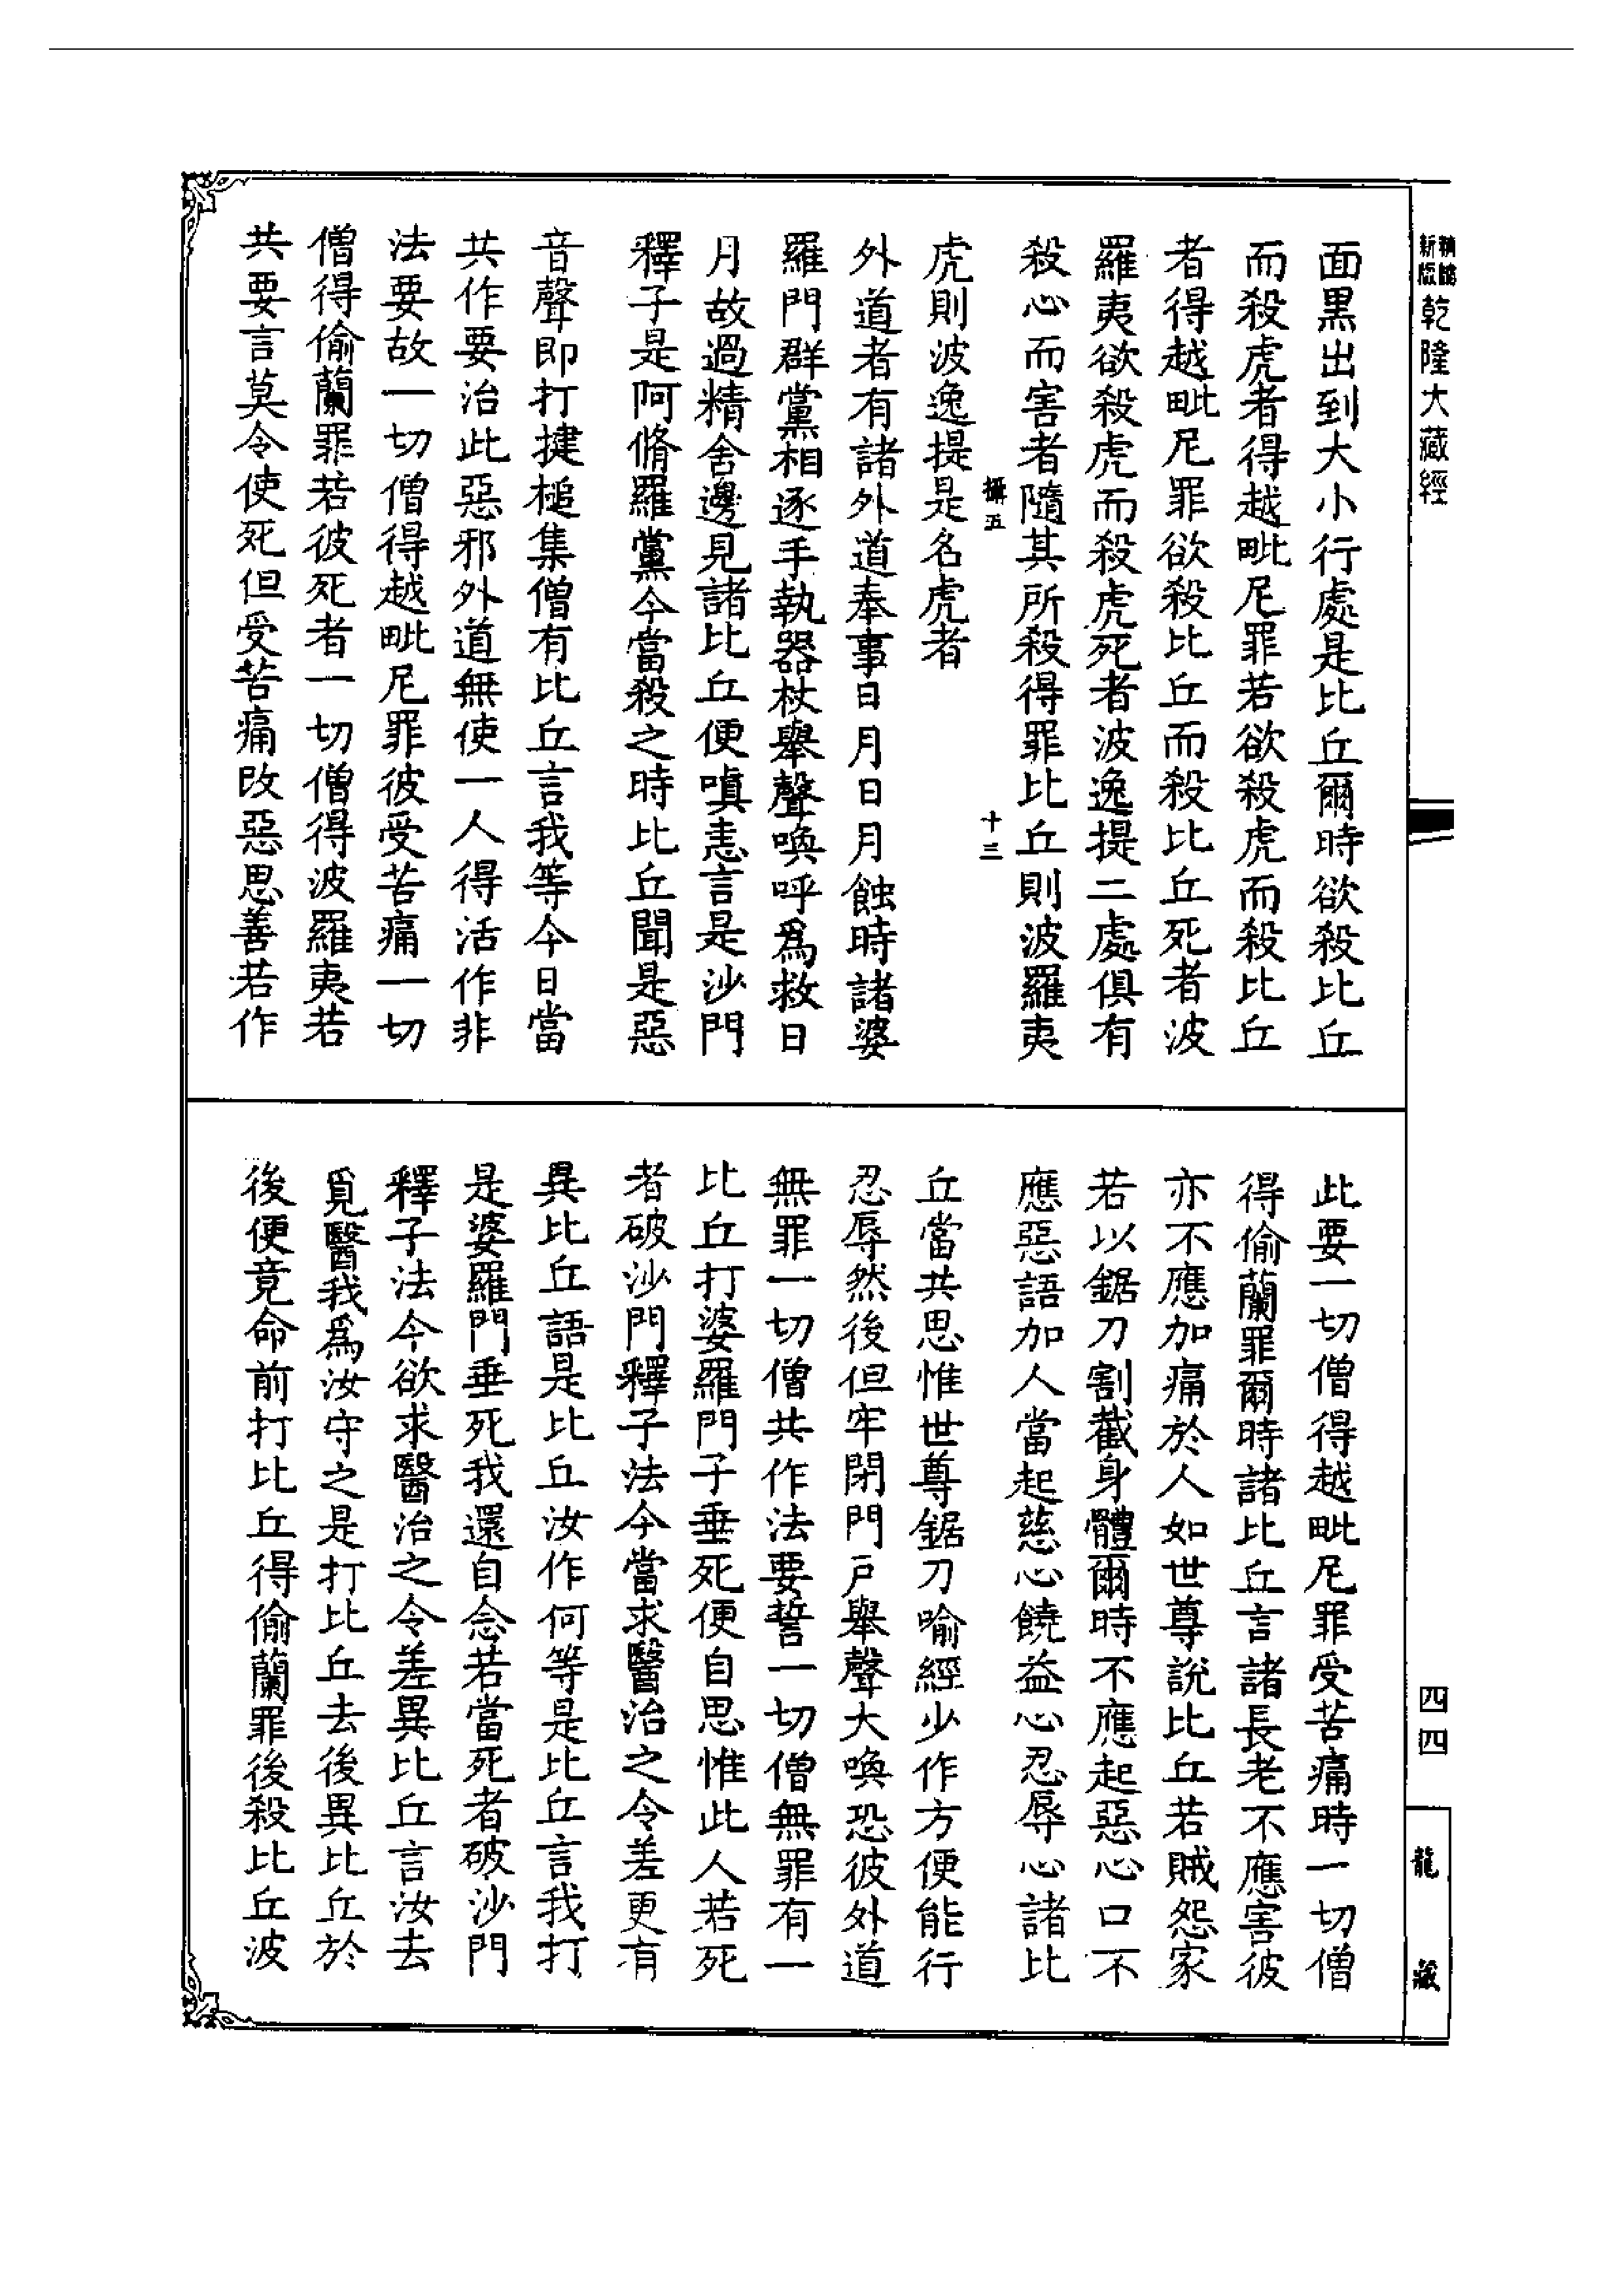 乾隆大藏經
面黑出到大小行處是比丘爾時欲殺比丘
而殺虎者得越毗尼罪若欲殺虎而殺比丘
者得越毗尼罪欲殺比丘而殺比丘死者波
羅夷欲殺虎而殺虎死者波逸提二處俱有
殺心而害者隨其所殺得罪比丘則波羅夷
攝五
十三
虎則波逸提是名虎者
外道者有諸外道奉事日月日月蝕時諸婆
羅門群黨相逐手執器杖舉聲喚呼為救日
月故過精舍邊見諸比丘便嗔恚言是沙門
釋子是阿脩羅黨今當殺之時比丘聞是惡
音聲即打揵槌集僧有比丘言我等今日當
共作要治此惡邪外道無使一人得活作非
法要故一切僧得越毗尼罪彼受苦痛一切
僧得偷蘭罪若彼死者一切僧得波羅夷若
共要言莫令使死但受苦痛改惡思善若作
此要一切僧得越毗尼罪受苦痛時一切僧
得偷蘭罪爾時諸比丘言諸長老不應害彼
亦不應加痛於人如世尊說比丘若賊怨家
若以鋸刀割截身體爾時不應起惡心口不
應惡語加人當起慈心饒益心忍辱心諸比
丘當共思惟世尊鋸刀喻經少作方便能行
忍辱然後但牢閉門戶舉聲大喚恐彼外道
無罪一切僧共作法要誓一切僧無罪有一
比丘打婆羅門子垂死便自思惟此人若死
者破沙門釋子法今當求醫治之令差更有
異比丘語是比丘汝作何等是比丘言我打
是婆羅門垂死我還自念若當死者破沙門
釋子法今欲求醫治之令差異比丘言汝去
覓醫我為汝守之是打比丘去後異比丘於
後便竟命前打比丘得偷蘭罪後殺比丘波
四四
龍藏